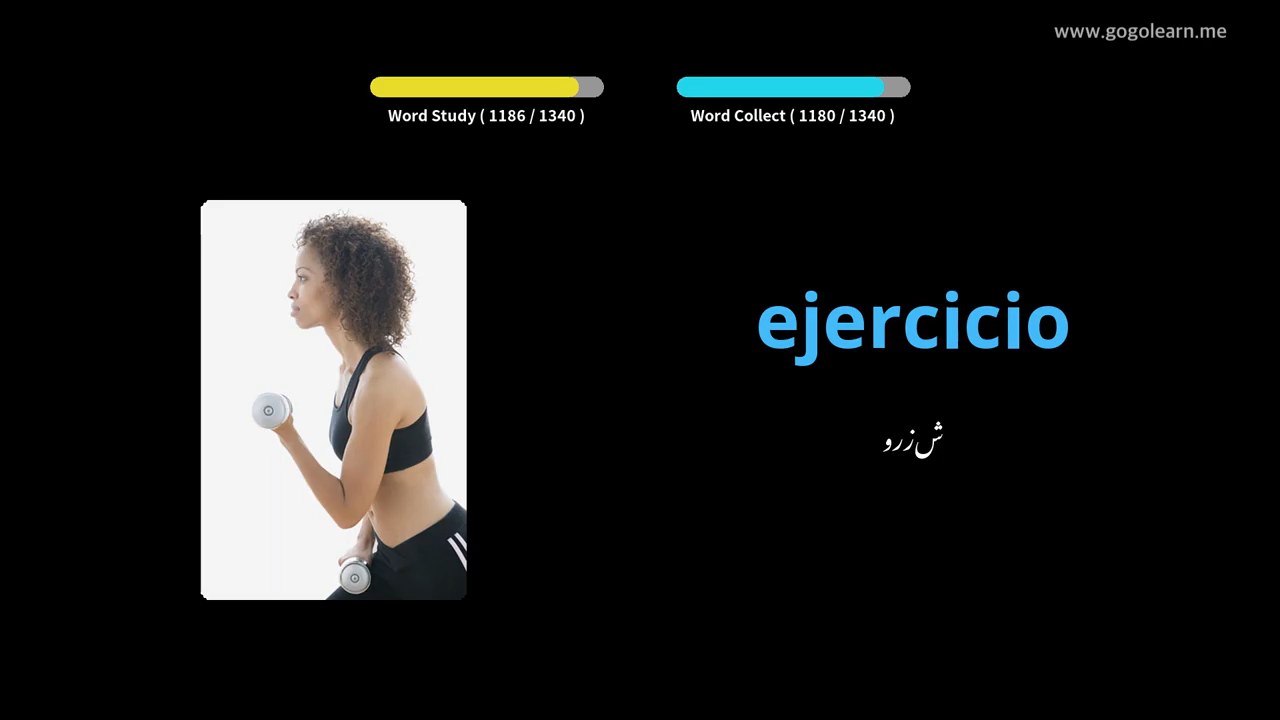 www.gogolearn.me
Word Study ( 1186 / 1340 )
Word Collect ( 1180 / 1340 )
ejercicio
ش‌زرو